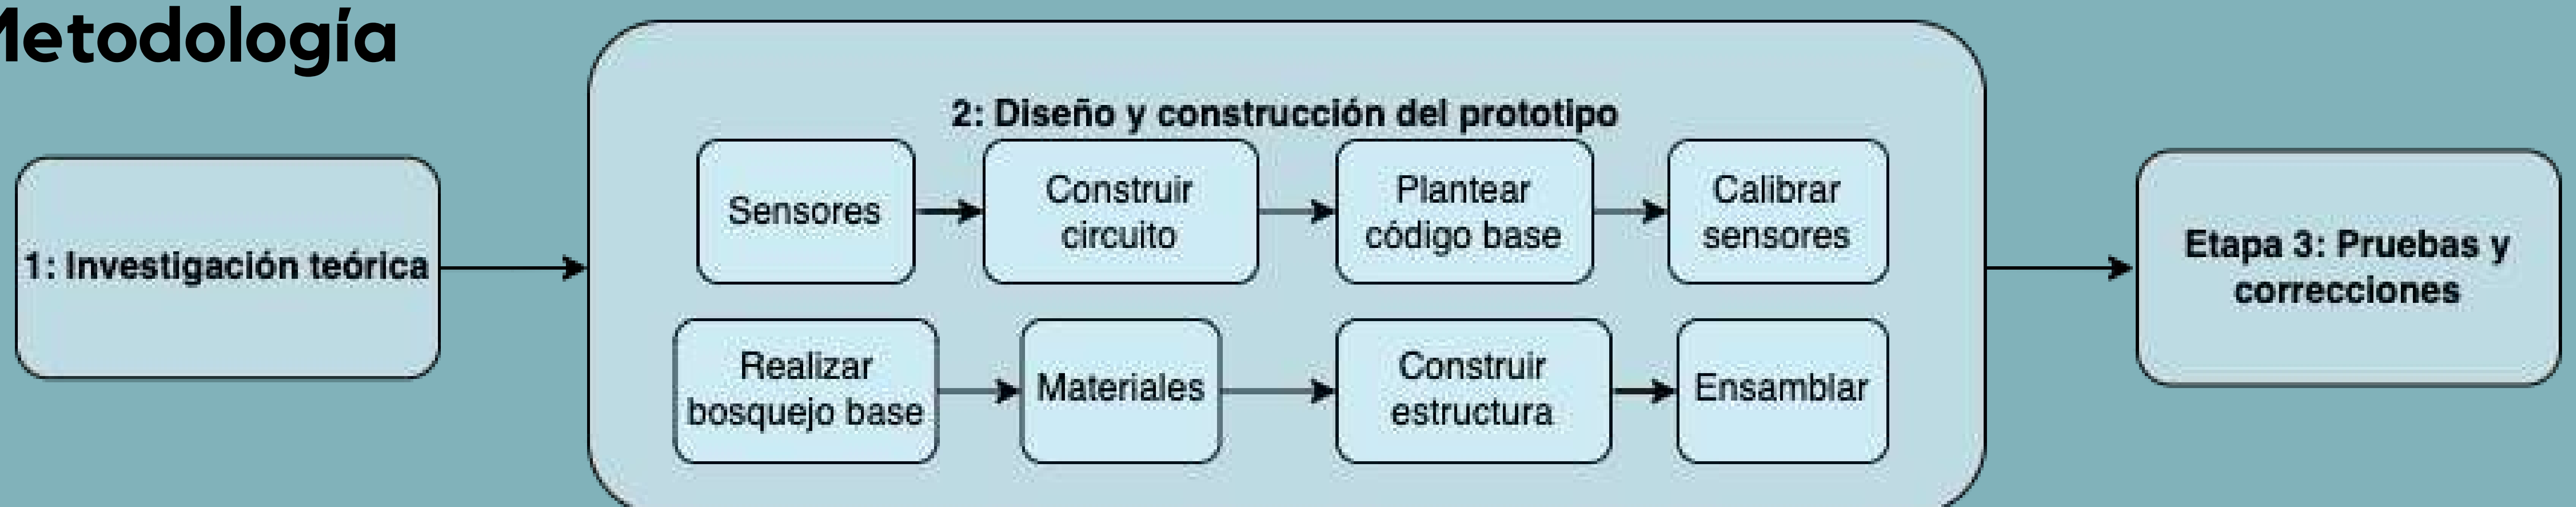 Metodología
1: Investigación teórica
2: Diseño y construcción del prototipo
Sensores
Construir
circuito
Plantear
código base
Calibrar
sensores
Realizar
bosquejo base
Materiales
Construir
estructura
Ensamblar
Etapa 3: Pruebas y
correcciones